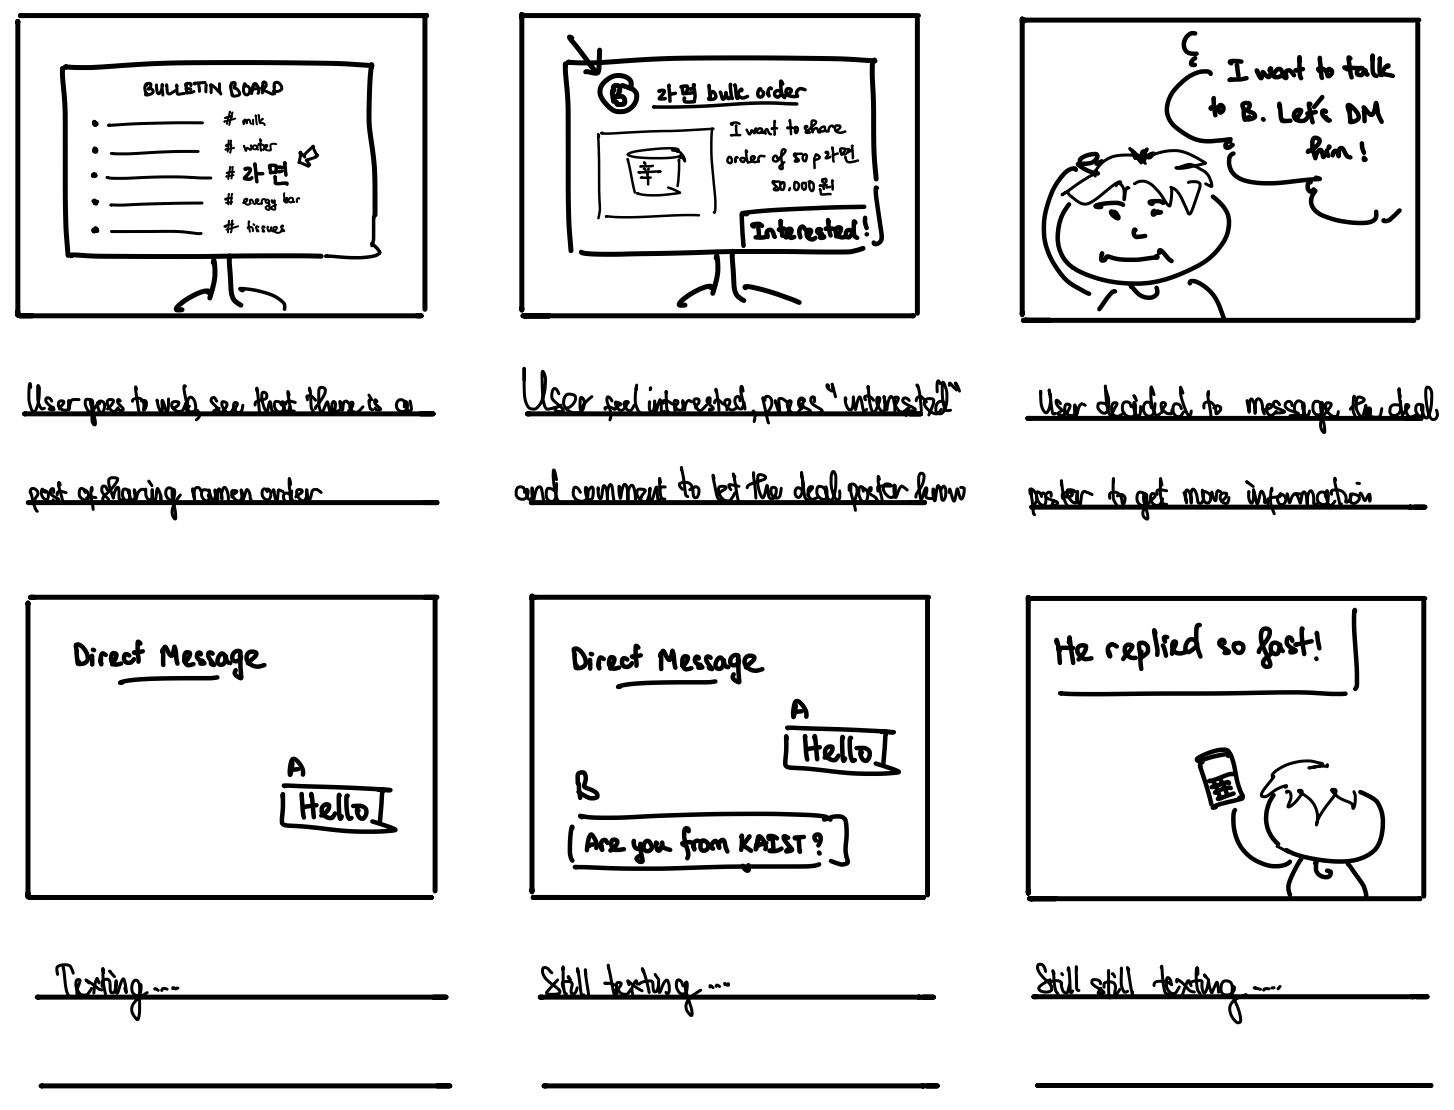 BULLETIN BOARD
# milk
# water
# 라면
# energy bar
# tissues
B 라면 bulk order
I want to share
order of 50 p 라면
50.000 원
Interested!
I want to talk
to B. Let's DM
him!
User goes to web, see that there is a
post of sharing ramen order
User feel interested, press "interested"
and comment to let the deal poster know
User decided to message the deal
poster to get more information
Direct Message
A
Hello
Direct Message
A
Hello
B
Are you from KAIST?
He replied so fast!
Texting....
Still texting...
Still still texting....